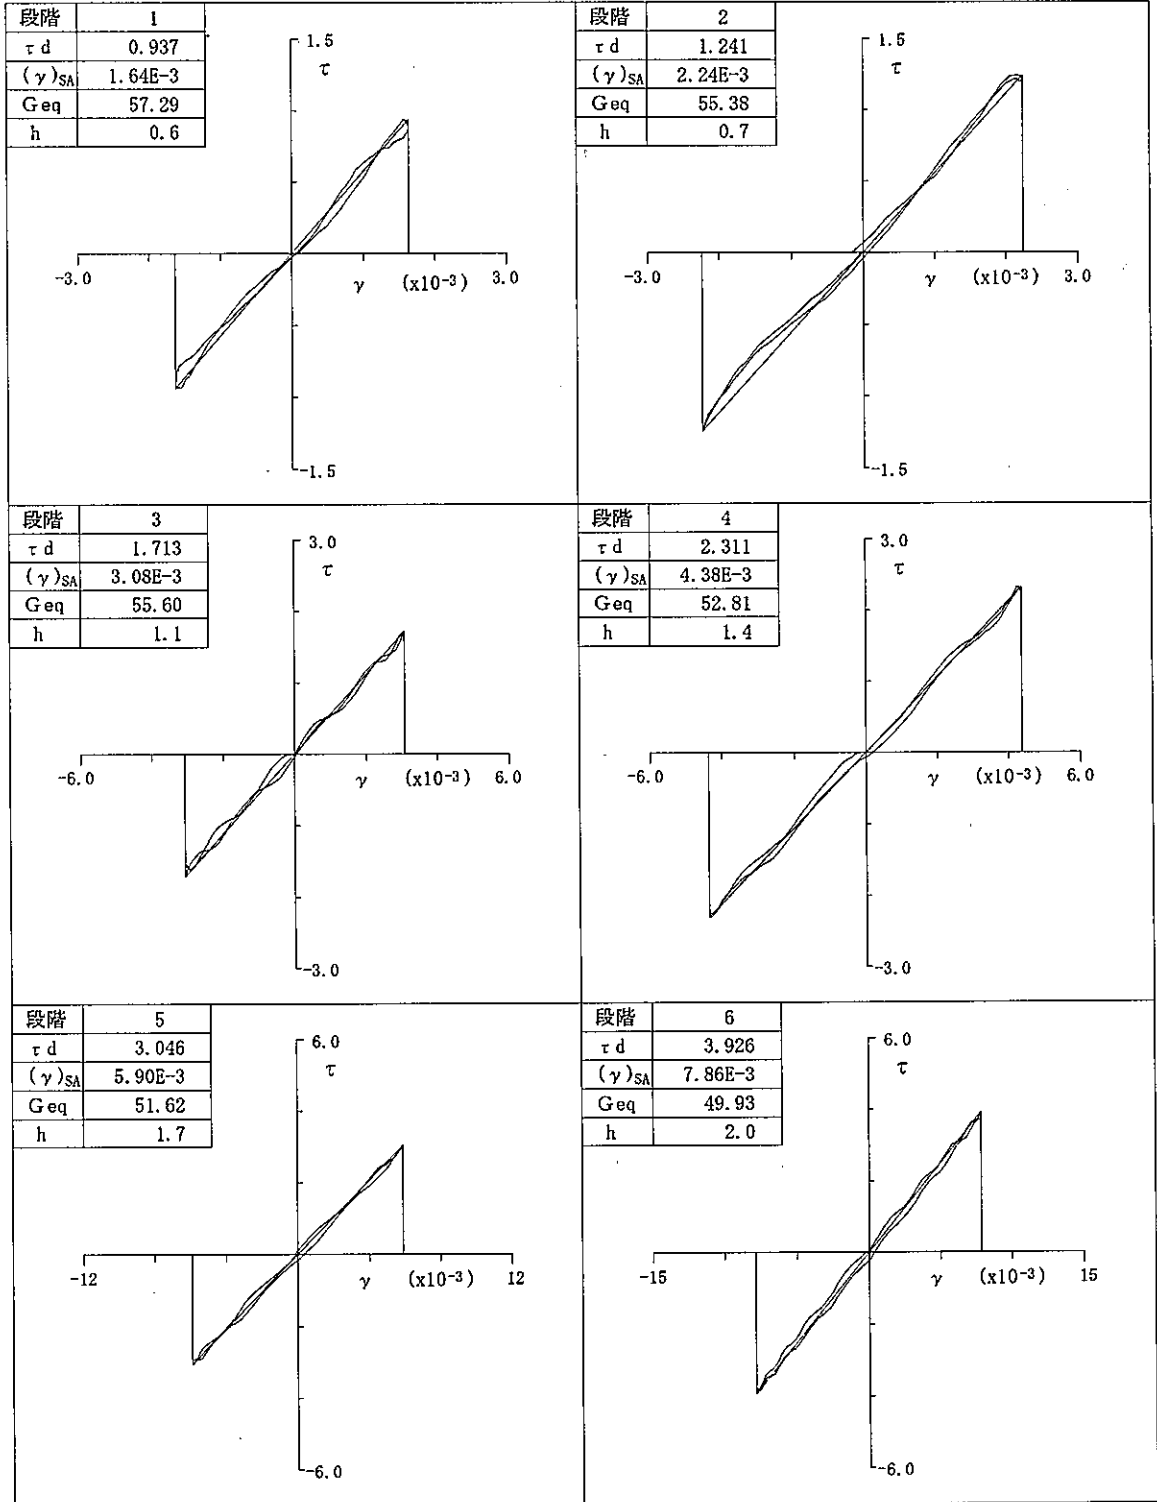 段階 1
τd 0.937
(γ)SA 1.64E-3
Geq 57.29
h 0.6
1.5
τ
-3.0 γ (x10-3) 3.0
-1.5
段階 2
τd 1.241
(γ)SA 2.24E-3
Geq 55.38
h 0.7
1.5
τ
-3.0 γ (x10-3) 3.0
-1.5
段階 3
τd 1.713
(γ)SA 3.08E-3
Geq 55.60
h 1.1
3.0
τ
-6.0 γ (x10-3) 6.0
-3.0
段階 4
τd 2.311
(γ)SA 4.38E-3
Geq 52.81
h 1.4
3.0
τ
-6.0 γ (x10-3) 6.0
-3.0
段階 5
τd 3.046
(γ)SA 5.90E-3
Geq 51.62
h 1.7
6.0
τ
-12 γ (x10-3) 12
-6.0
段階 6
τd 3.926
(γ)SA 7.86E-3
Geq 49.93
h 2.0
6.0
τ
-15 γ (x10-3) 15
-6.0